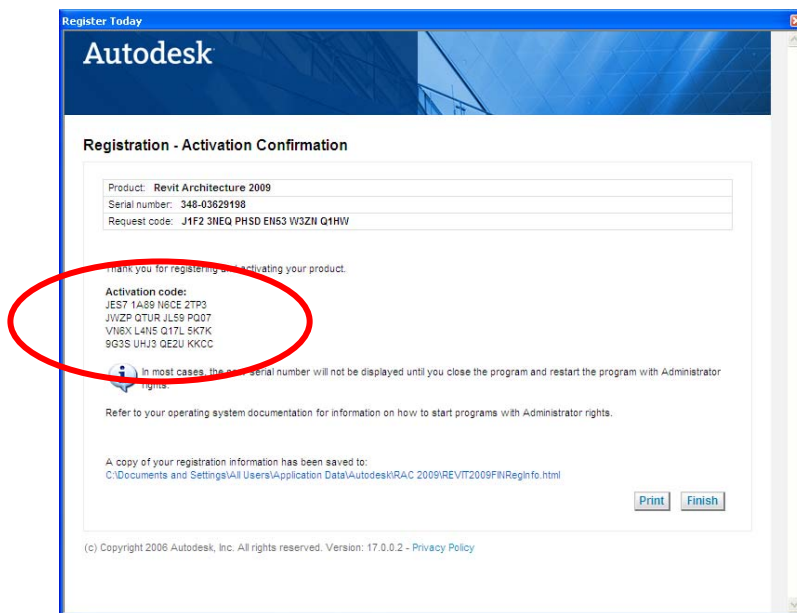 Register Today
Autodesk
Registration - Activation Confirmation
Product: Revit Architecture 2009
Serial number: 348-03629198
Request code: J1F2 3NEQ PHSD EN53 W3ZN Q1HW
Thank you for registering and activating your product.
Activation code:
JES7 1A89 N6CE 2TP3
JWZP QTUR JL59 PQ07
VN6X L4N5 Q17L 5K7K
9G3S UHJ3 QE2U KKCC
In most cases, the new serial number will not be displayed until you close the program and restart the program with Administrator
rights.
Refer to your operating system documentation for information on how to start programs with Administrator rights.
A copy of your registration information has been saved to:
C:\Documents and Settings\All Users\Application Data\Autodesk\RAC 2009\REVIT2009FINRegInfo.html
Print Finish
(c) Copyright 2006 Autodesk, Inc. All rights reserved. Version: 17.0.0.2 - Privacy Policy